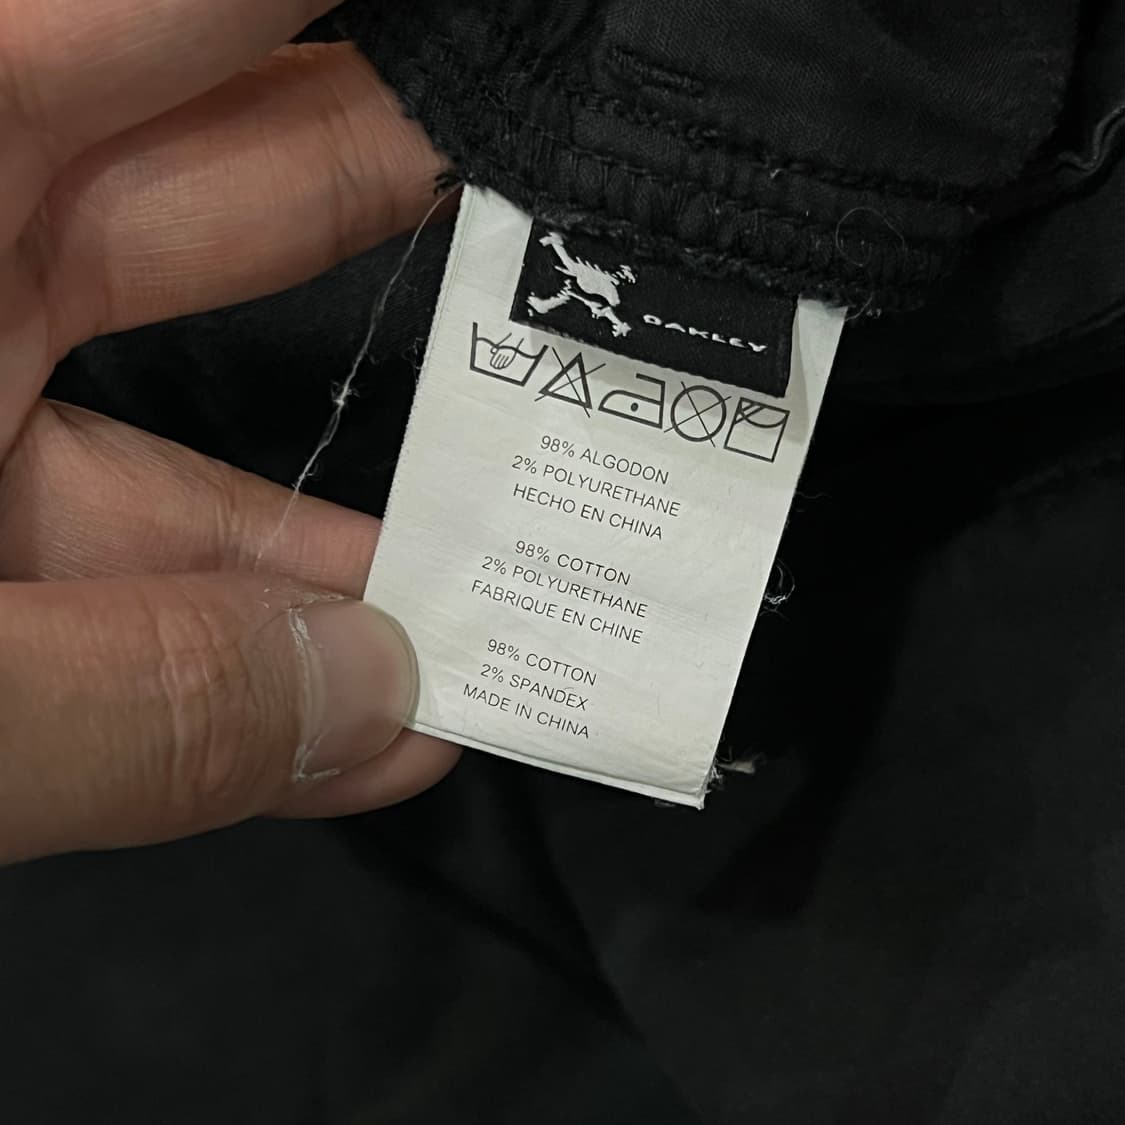 OAKLEY
98% ALGODON
2% POLYURETHANE
HECHO EN CHINA
98% COTTON
2% POLYURETHANE
FABRIQUE EN CHINE
98% COTTON
2% SPANDEX
MADE IN CHINA